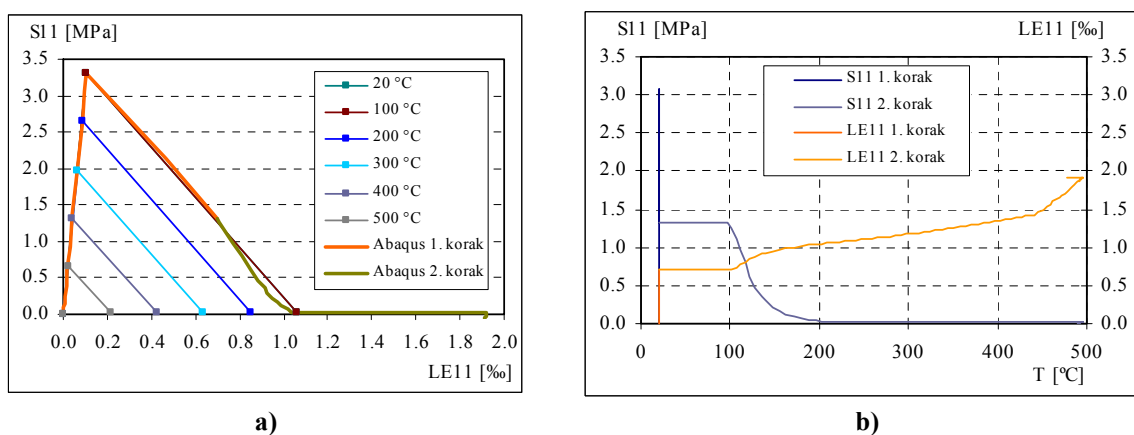 S11 [MPa]
3.5
3.0
2.5
2.0
1.5
1.0
0.5
0.0
0.0 0.2 0.4 0.6 0.8 1.0 1.2 1.4 1.6 1.8 2.0
LE11 [‰]
20 °C
100 °C
200 °C
300 °C
400 °C
500 °C
Abaqus 1. korak
Abaqus 2. korak
a)
S11 [MPa]
LE11 [‰]
3.5
3.0
2.5
2.0
1.5
1.0
0.5
0.0
S11 1. korak
S11 2. korak
LE11 1. korak
LE11 2. korak
3.5
3.0
2.5
2.0
1.5
1.0
0.5
0.0
0 100 200 300 400 500
T [ºC]
b)